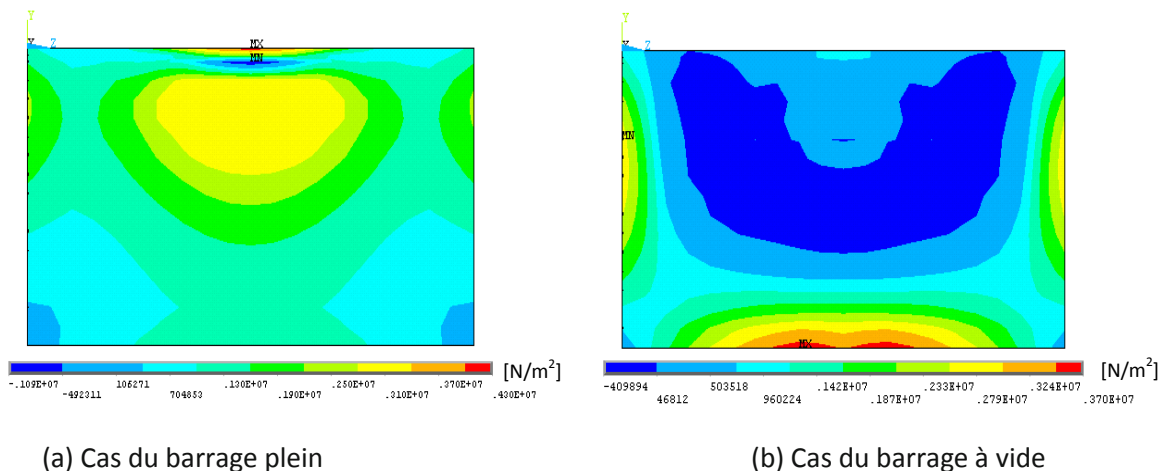 Y
X Z
MX
MN
-.109E+07 106271 .130E+07 .250E+07 .370E+07
-492311 704853 .190E+07 .310E+07 .430E+07
[N/m²]
(a) Cas du barrage plein
Y
X Z
MN
MX
-409894 503518 .142E+07 .233E+07 .324E+07
46812 960224 .187E+07 .279E+07 .370E+07
[N/m²]
(b) Cas du barrage à vide